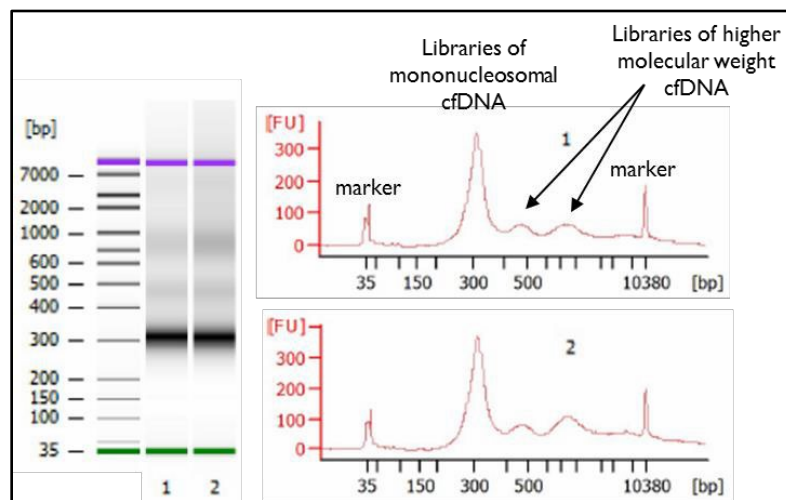 Libraries of
mononucleosomal
cfDNA
Libraries of higher
molecular weight
cfDNA
[bp]
7000
2000
1000
600
500
400
300
200
150
100
35
1 2
[FU]
300
200
100
0
marker
1
marker
35 150 300 500 10380 [bp]
[FU]
300
200
100
0
2
35 150 300 500 10380 [bp]